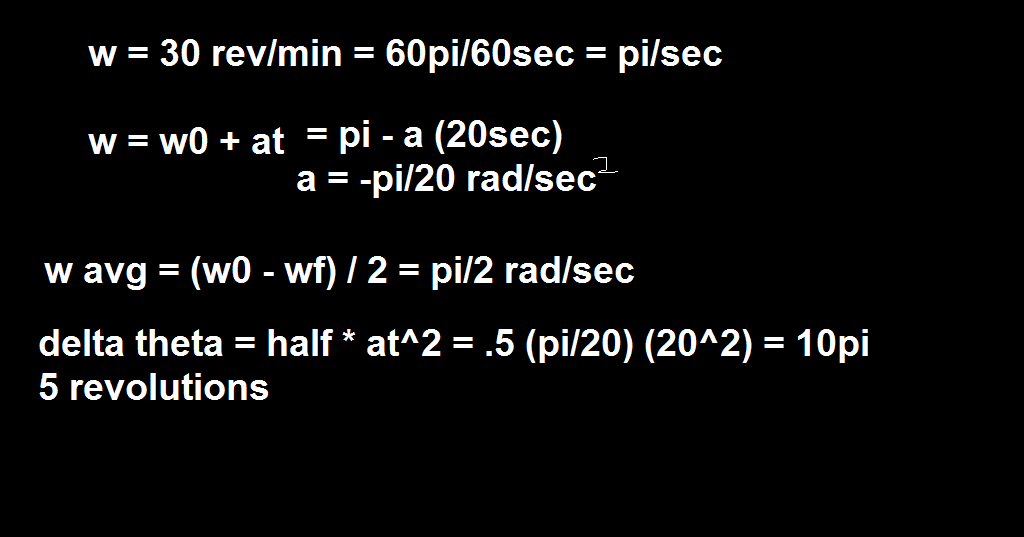 w = 30 rev/min = 60pi/60sec = pi/sec
w = w0 + at = pi - a (20sec)
a = -pi/20 rad/sec^2
w avg = (w0 - wf) / 2 = pi/2 rad/sec
delta theta = half * at^2 = .5 (pi/20) (20^2) = 10pi
5 revolutions